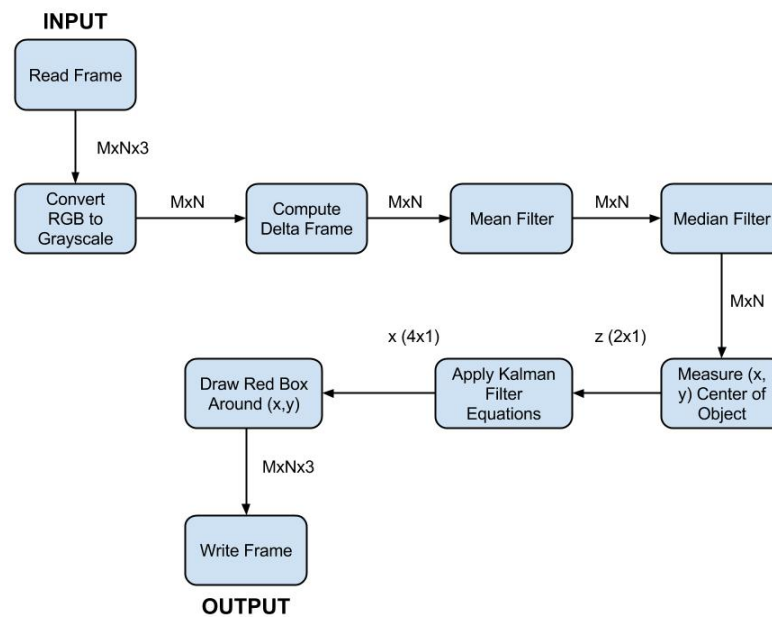 INPUT
Read Frame
MxNx3
Convert
RGB to
Grayscale
MxN
Compute
Delta Frame
MxN
Mean Filter
MxN
Median Filter
MxN
Measure (x,
y) Center of
Object
z (2x1)
Apply Kalman
Filter
Equations
x (4x1)
Draw Red Box
Around (x,y)
MxNx3
Write Frame
OUTPUT